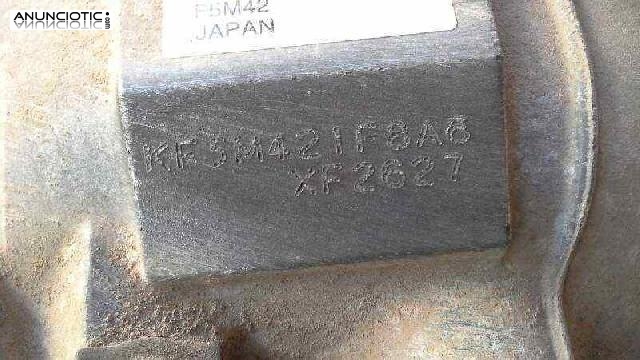 ANUNCIOTIC.com
F5M42
JAPAN
KF5M421F8A6
XF2627